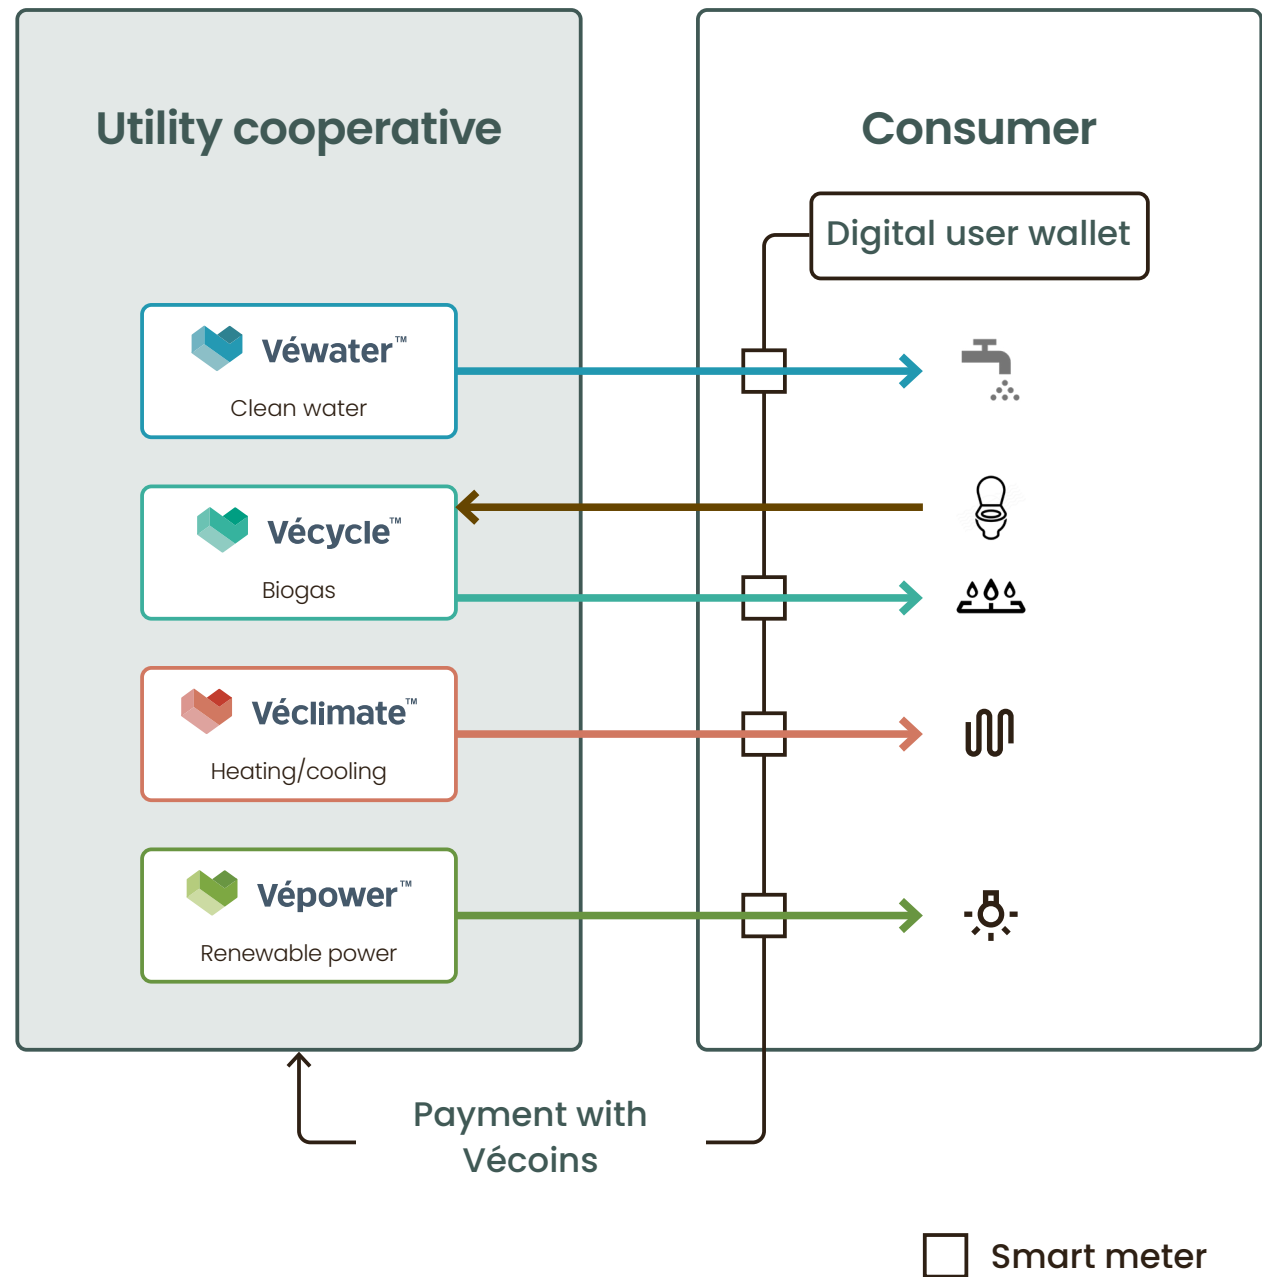 Utility cooperative
Consumer
Digital user wallet
Véwater™
Clean water
Vécycle™
Biogas
Véclimate™
Heating/cooling
Vépower™
Renewable power
Payment with
Vécoins
Smart meter